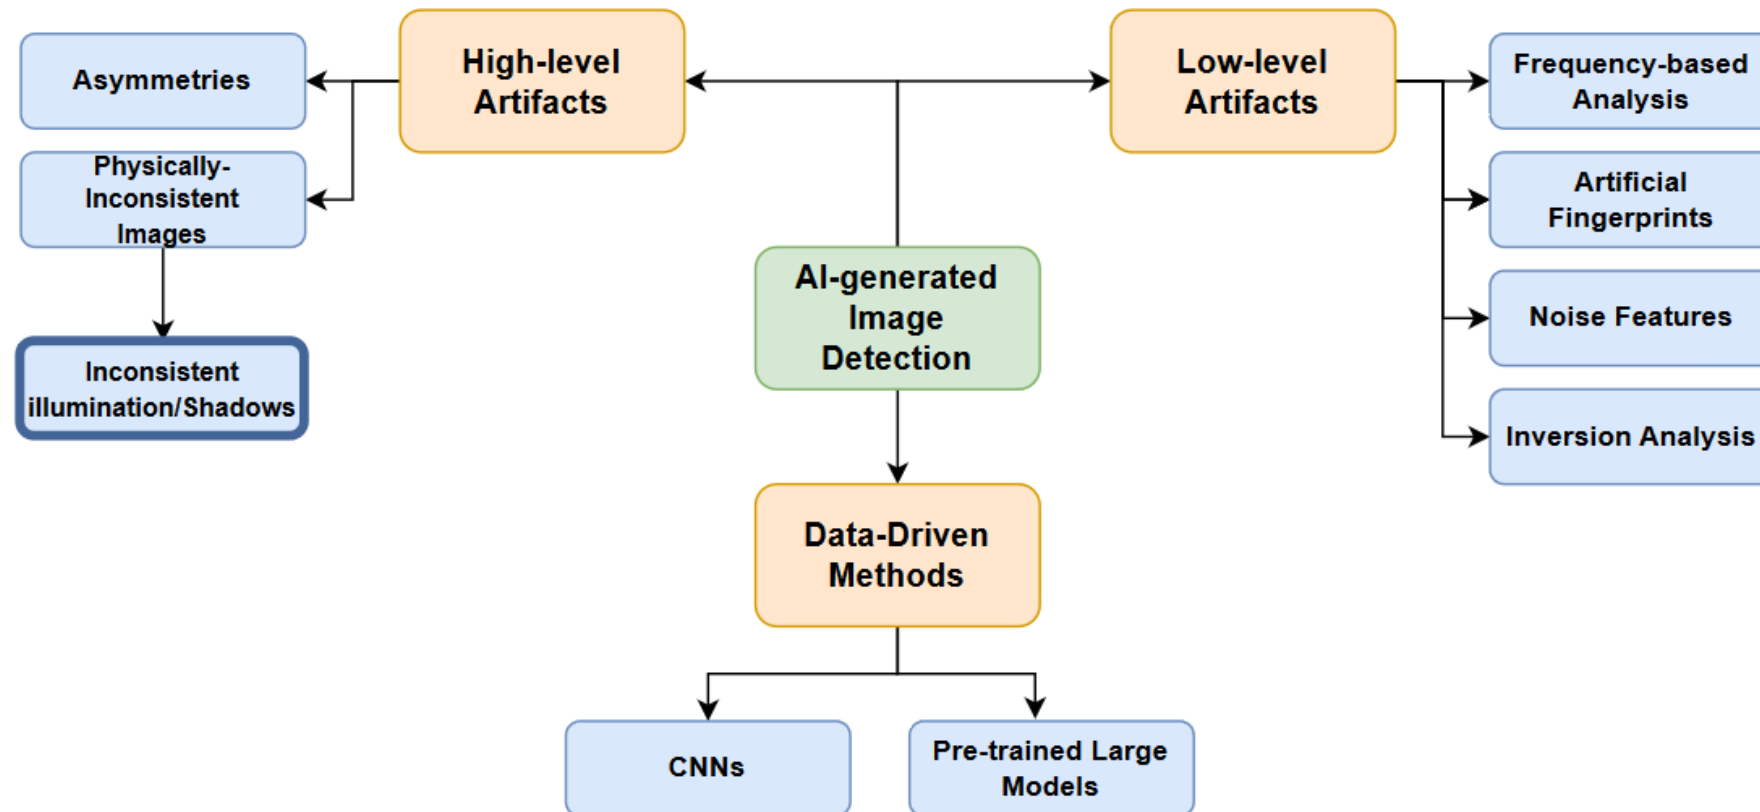 High-level
Artifacts
Low-level
Artifacts
Asymmetries
Physically-
Inconsistent
Images
Inconsistent
illumination/Shadows
Frequency-based
Analysis
Artificial
Fingerprints
Noise Features
Inversion Analysis
AI-generated
Image
Detection
Data-Driven
Methods
CNNs
Pre-trained Large
Models